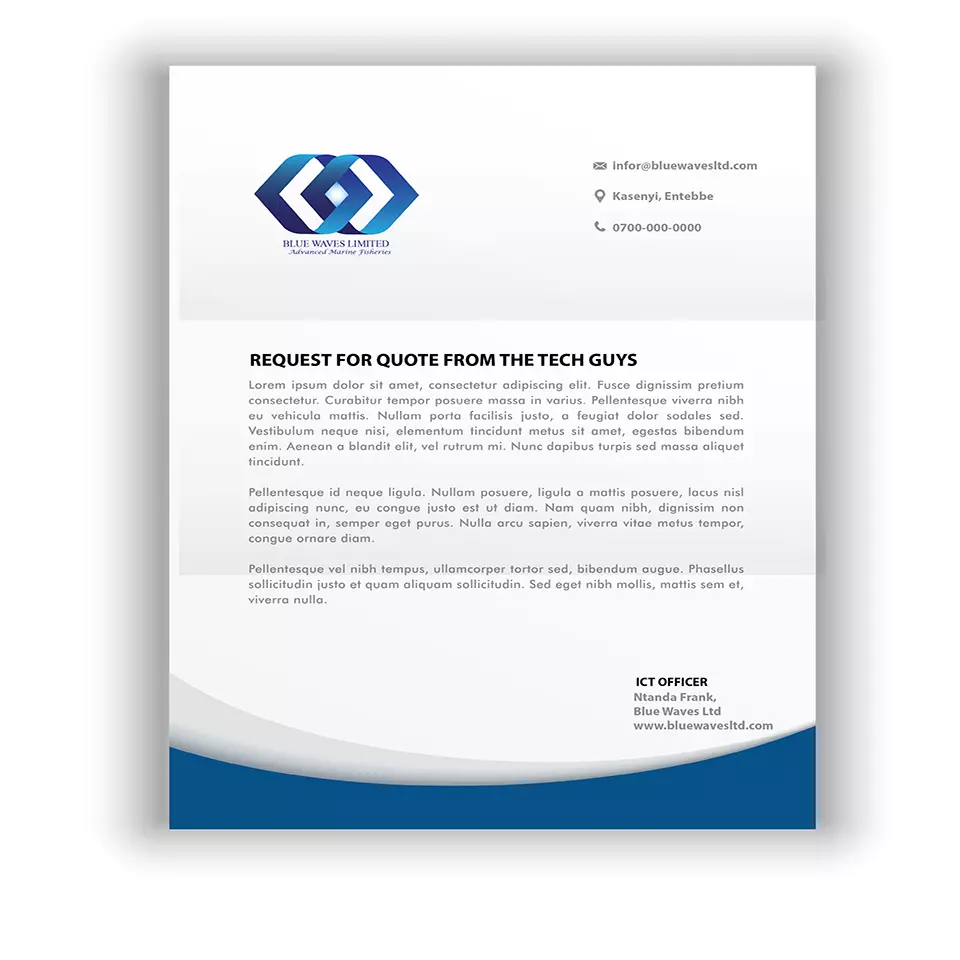 BLUE WAVES LIMITED
Advanced Marine Fisheries
infor@bluewavesltd.com
Kasenyi, Entebbe
0700-000-0000
REQUEST FOR QUOTE FROM THE TECH GUYS
Lorem ipsum dolor sit amet, consectetur adipiscing elit. Fusce dignissim pretium
consectetur. Curabitur tempor posuere massa in varius. Pellentesque viverra nibh
eu vehicula mattis. Nullam porta facilisis justo, a feugiat dolor sodales sed.
Vestibulum neque nisi, elementum tincidunt metus sit amet, egestas bibendum
enim. Aenean a blandit elit, vel rutrum mi. Nunc dapibus turpis sed massa aliquet
tincidunt.
Pellentesque id neque ligula. Nullam posuere, ligula a mattis posuere, lacus nisl
adipiscing nunc, eu congue justo est ut diam. Nam quam nibh, dignissim non
consequat in, semper eget purus. Nulla arcu sapien, viverra vitae metus tempor,
congue ornare diam.
Pellentesque vel nibh tempus, ullamcorper tortor sed, bibendum augue. Phasellus
sollicitudin justo et quam aliquam sollicitudin. Sed eget nibh mollis, mattis sem et,
viverra nulla.
ICT OFFICER
Ntanda Frank,
Blue Waves Ltd
www.bluewavesltd.com